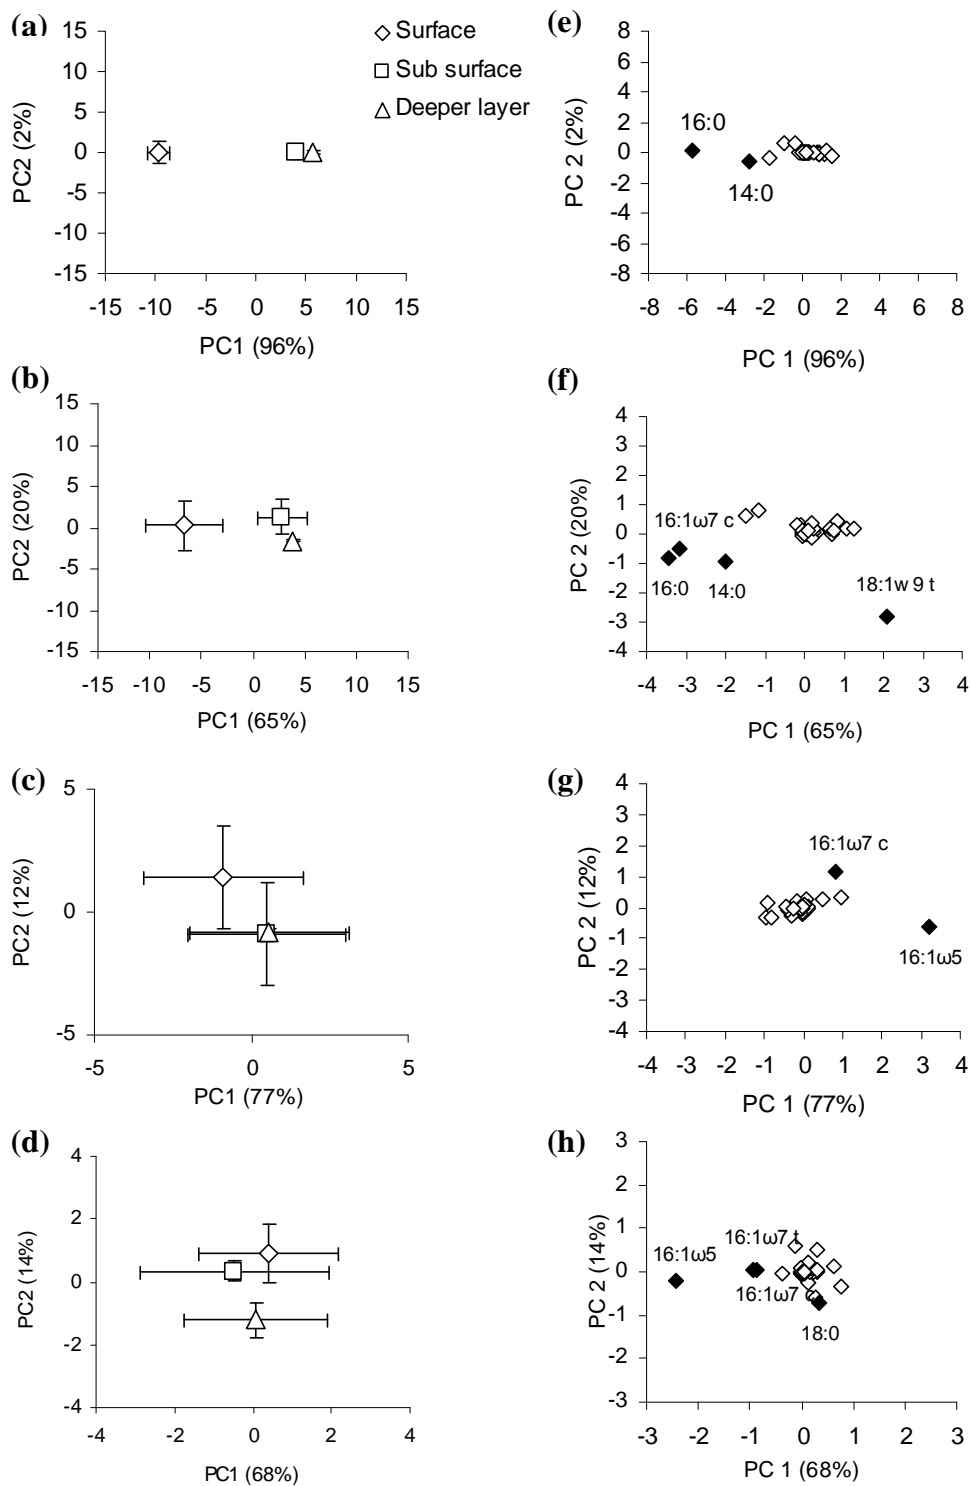 (a)
Surface
Sub surface
Deeper layer
15
10
5
0
-5
-10
-15
PC2 (2%)
-15 -10 -5 0 5 10 15
PC1 (96%)
(e)
8
6
4
2
0
-2
-4
-6
-8
PC 2 (2%)
16:0
14:0
-8 -6 -4 -2 0 2 4 6 8
PC 1 (96%)
(b)
15
10
5
0
-5
-10
-15
PC2 (20%)
-15 -10 -5 0 5 10 15
PC1 (65%)
(f)
4
3
2
1
0
-1
-2
-3
-4
PC 2 (20%)
16:1ω7 c
16:0
14:0
18:1w 9 t
-4 -3 -2 -1 0 1 2 3 4
PC 1 (65%)
(c)
5
0
-5
PC2 (12%)
-5 0 5
PC1 (77%)
(g)
4
3
2
1
0
-1
-2
-3
-4
PC 2 (12%)
16:1ω7 c
16:1ω5
-4 -3 -2 -1 0 1 2 3 4
PC 1 (77%)
(d)
4
2
0
-2
-4
PC2 (14%)
-4 -2 0 2 4
PC1 (68%)
(h)
3
2
1
0
-1
-2
-3
PC 2 (14%)
16:1ω5
16:1ω7 t
16:1ω7
18:0
-3 -2 -1 0 1 2 3
PC 1 (68%)